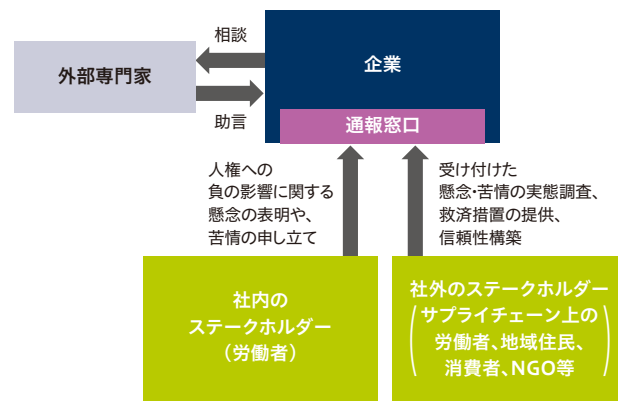 相談
外部専門家
企業
助言
通報窓口
人権への
負の影響に関する
懸念の表明や、
苦情の申し立て
受け付けた
懸念・苦情の実態調査、
救済措置の提供、
信頼性構築
社内の
ステークホルダー
（労働者）
社外のステークホルダー
（サプライチェーン上の
労働者、地域住民、
消費者、NGO等）